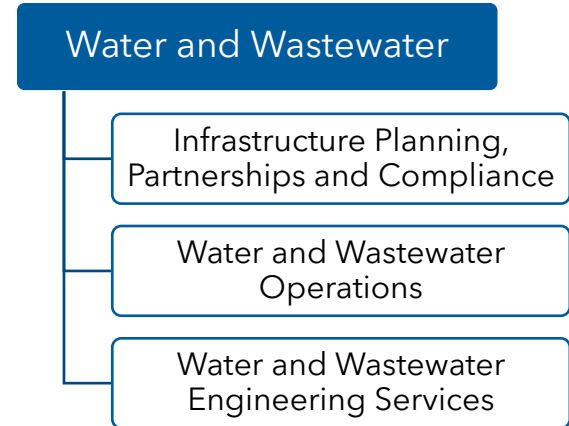 Water and Wastewater
Infrastructure Planning,
Partnerships and Compliance
Water and Wastewater
Operations
Water and Wastewater
Engineering Services